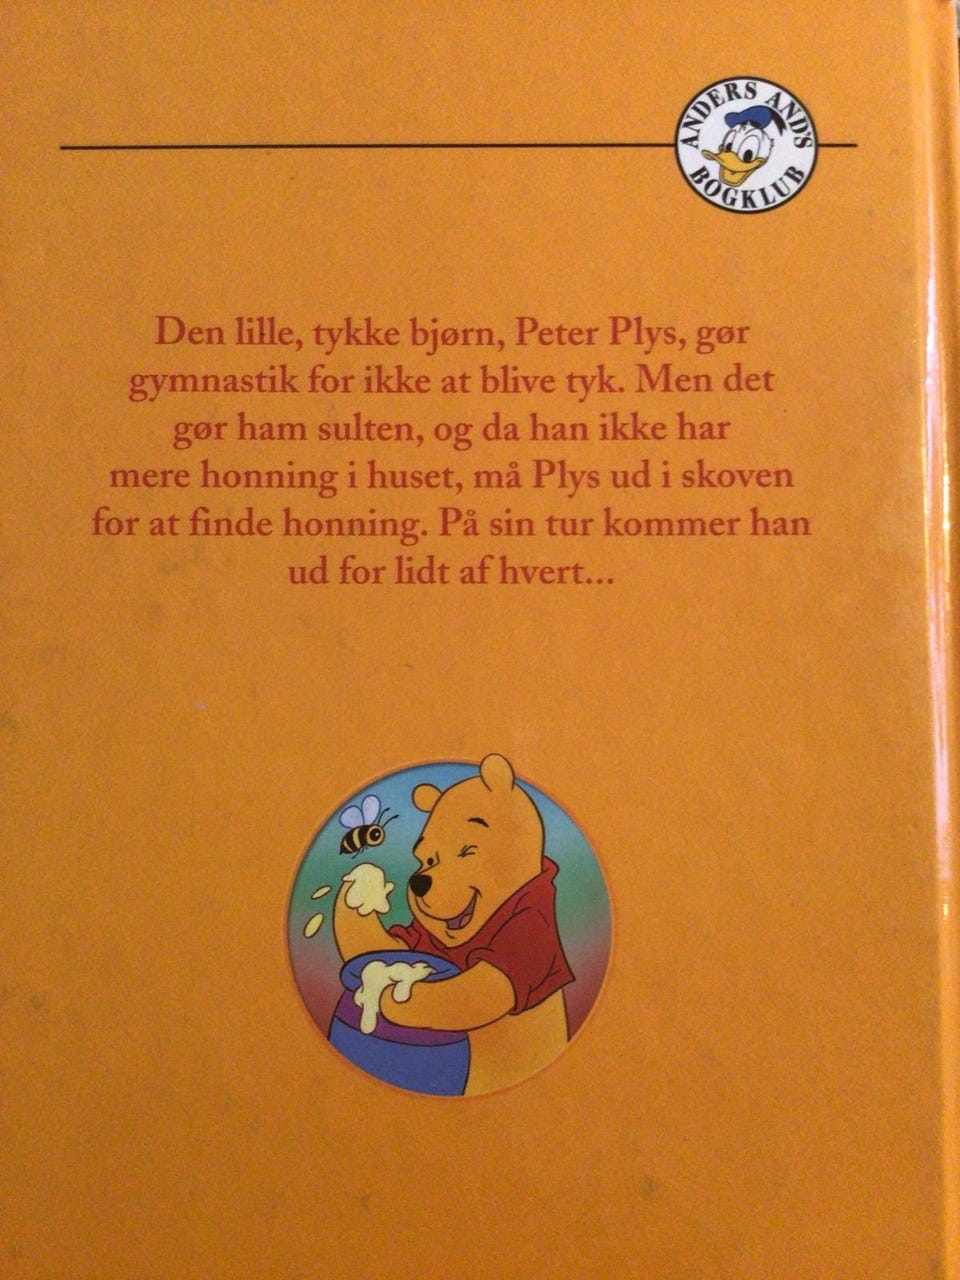 ANDERS AND'S
BOGKLUB
Den lille, tykke bjørn, Peter Plys, gør
gymnastik for ikke at blive tyk. Men det
gør ham sulten, og da han ikke har
mere honning i huset, må Plys ud i skoven
for at finde honning. På sin tur kommer han
ud for lidt af hvert...